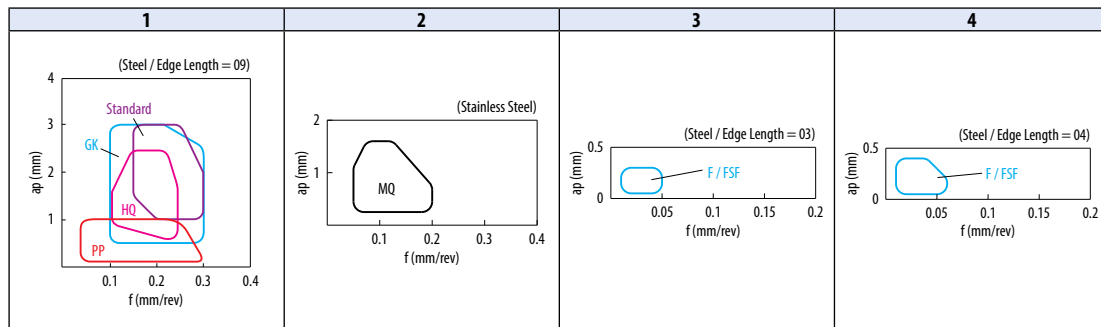 1
2
3
4
(Steel / Edge Length = 09)
4
3
2
1
ap (mm)
Standard
GK
HQ
PP
0.1 0.2 0.3 0.4
f (mm/rev)
(Stainless Steel)
2
1
ap (mm)
MQ
0.1 0.2 0.3 0.4
f (mm/rev)
(Steel / Edge Length = 03)
0.5
0
ap (mm)
F / FSF
0.05 0.1 0.15 0.2
f (mm/rev)
(Steel / Edge Length = 04)
0.5
0
ap (mm)
F / FSF
0.05 0.1 0.15 0.2
f (mm/rev)